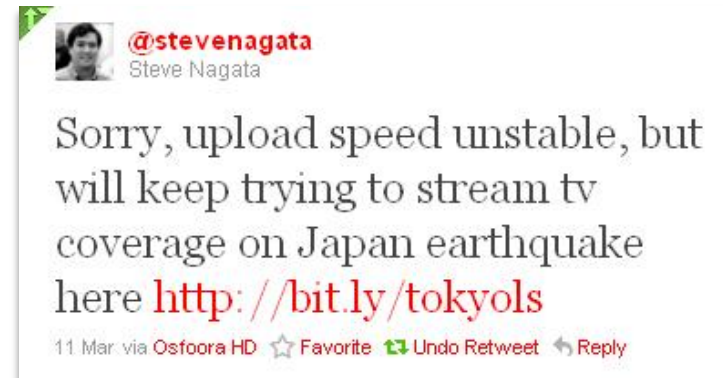 @stevenagata
Steve Nagata
Sorry, upload speed unstable, but
will keep trying to stream tv
coverage on Japan earthquake
here http://bit.ly/tokyols
11 Mar via Osfoora HD Favorite Undo Retweet Reply